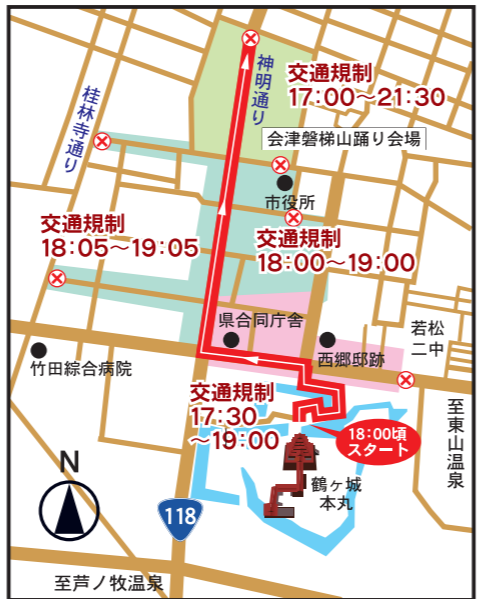 神明通り
交通規制
17:00~21:30
桂林寺通り
会津磐梯山踊り会場
市役所
交通規制
18:05~19:05
交通規制
18:00~19:00
県合同庁舎
西郷邸跡
若松
二中
竹田綜合病院
交通規制
17:30
~19:00
18:00頃
スタート
至東山温泉
鶴ヶ城
本丸
N
118
至芦ノ牧温泉